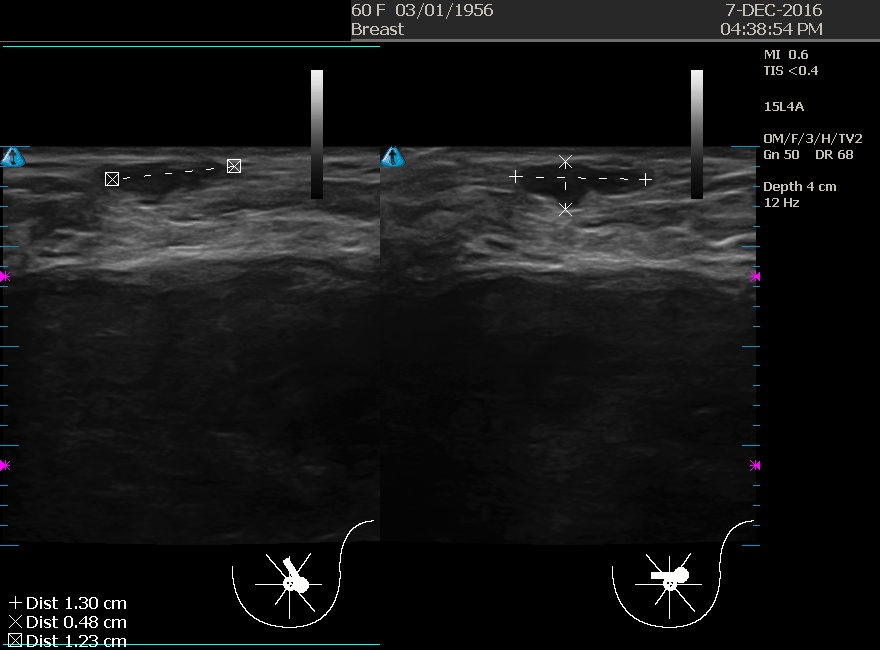 60 F 03/01/1956 7-DEC-2016
Breast 04:38:54 PM
MI 0.6
TIS <0.4
15L4A
OM/F/3/H/TV2
Gn 50 DR 68
Depth 4 cm
12 Hz
Dist 1.30 cm
Dist 0.48 cm
Dist 1.23 cm